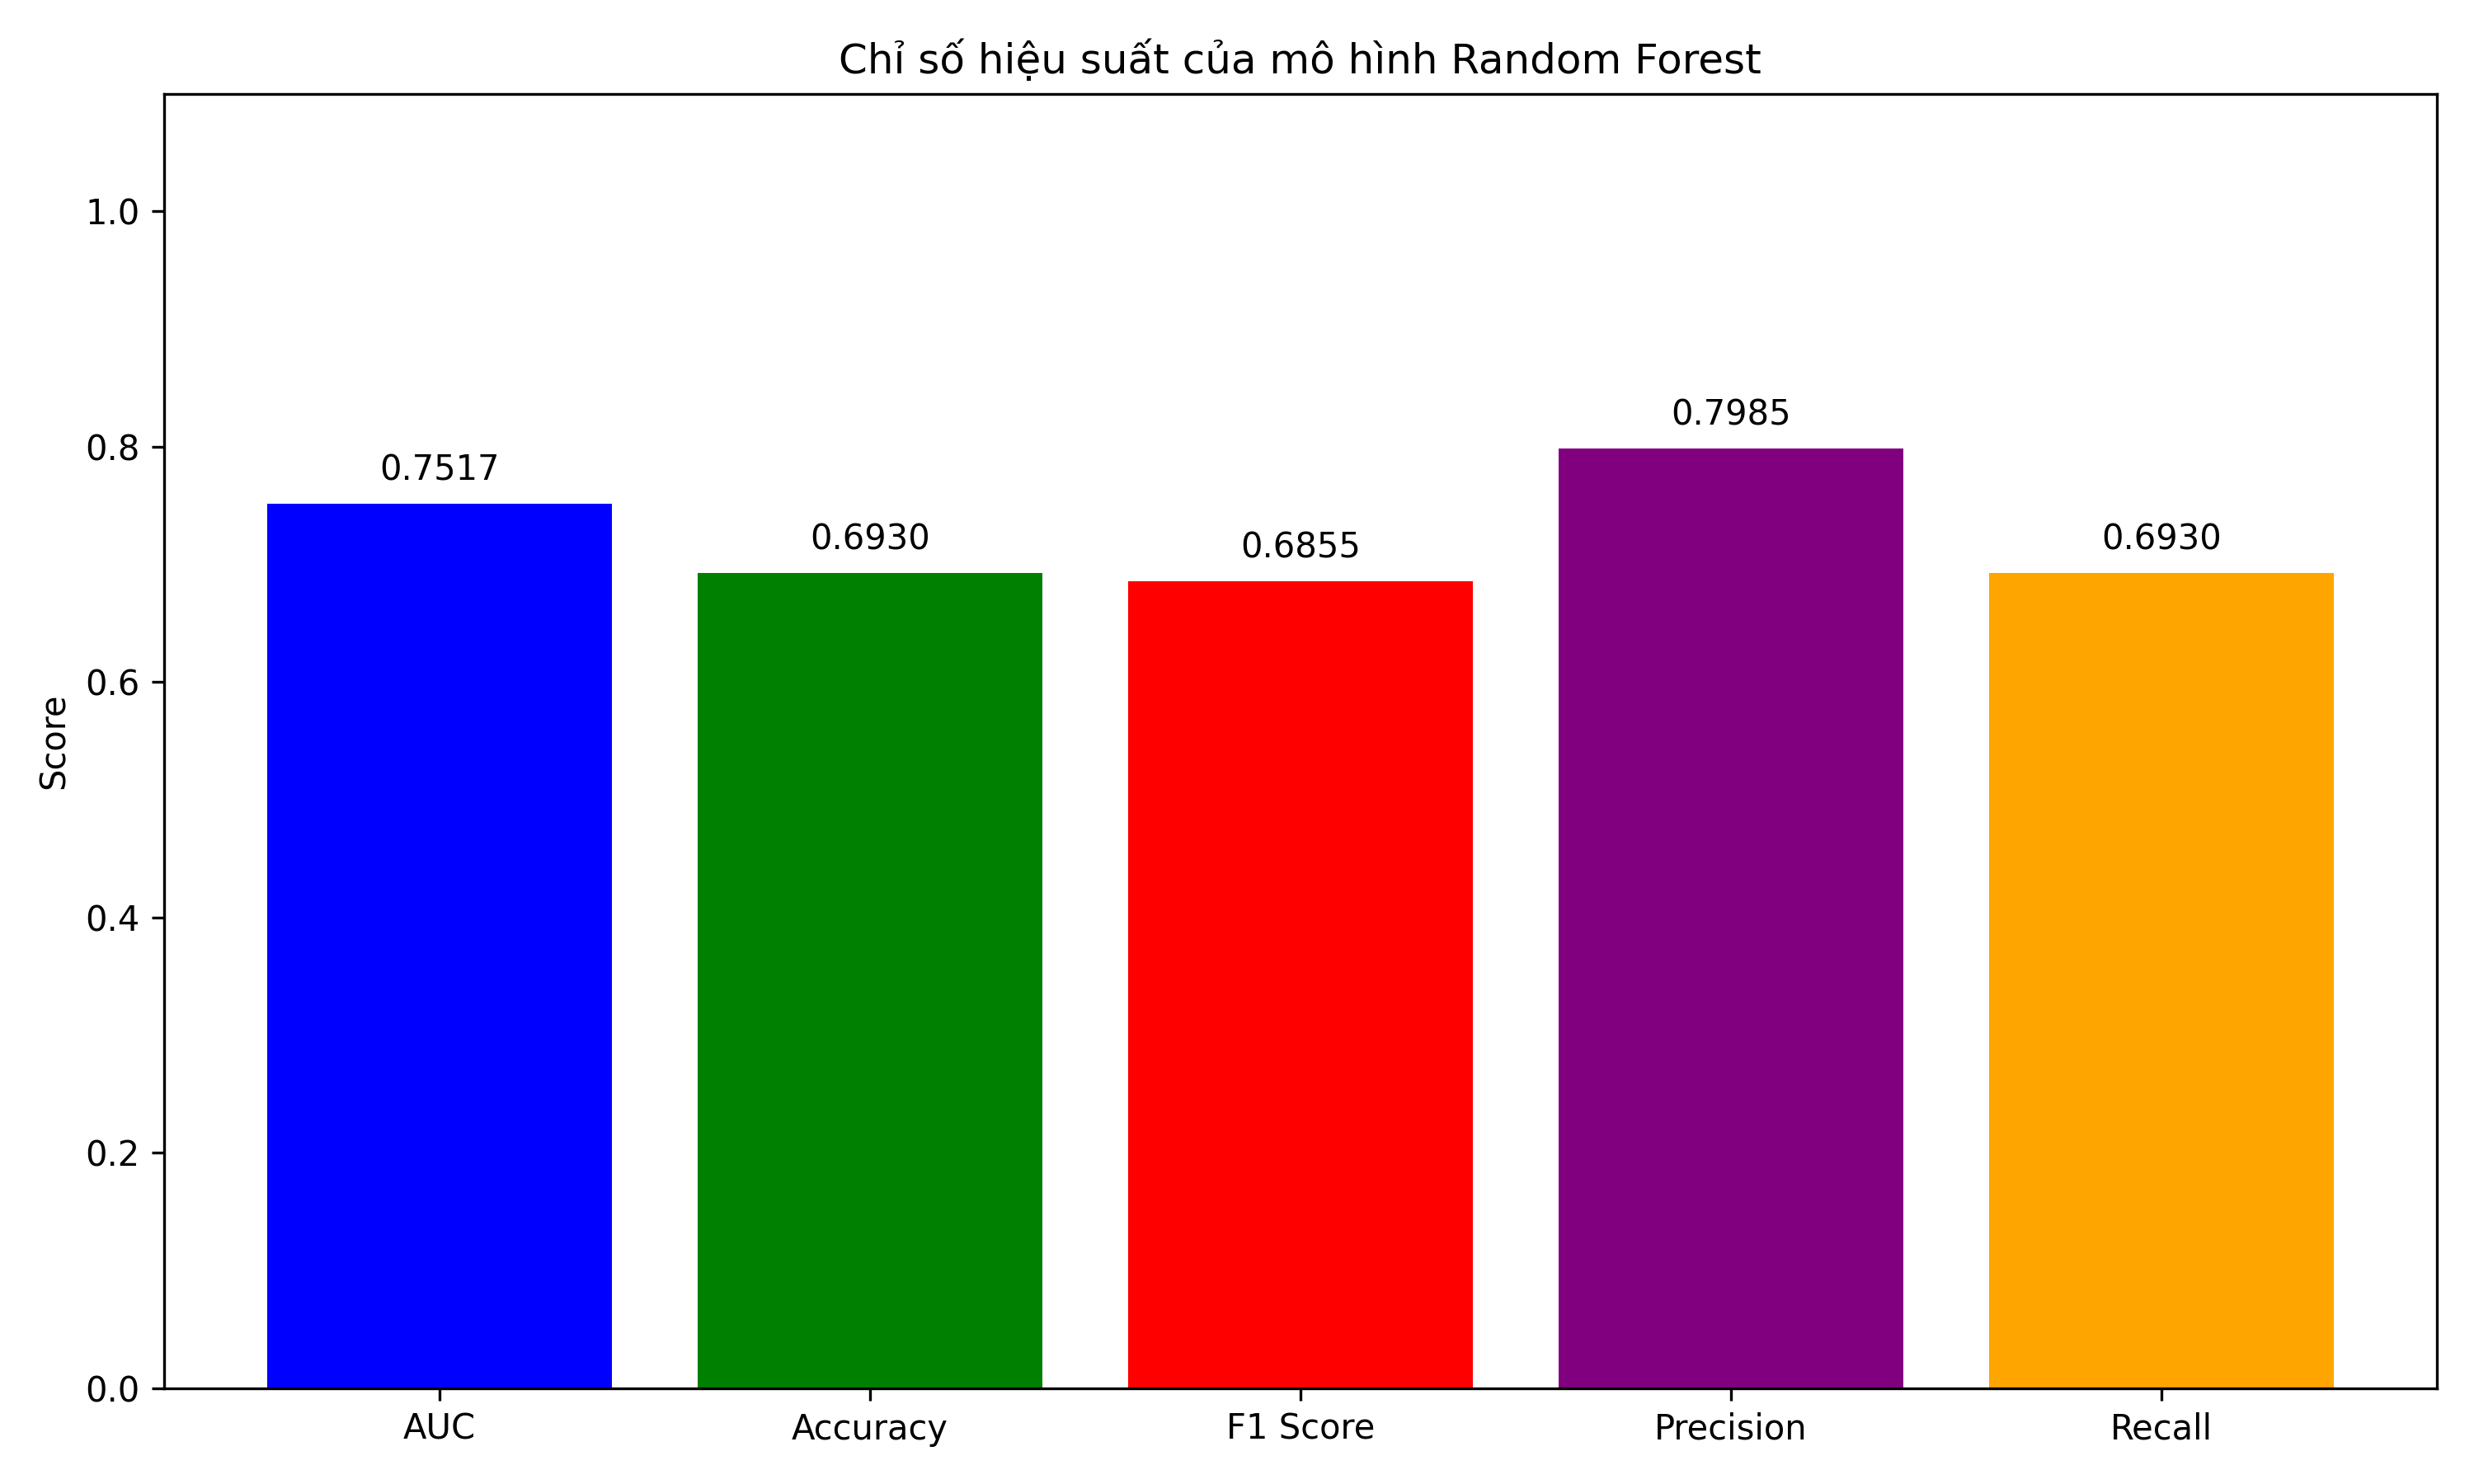 Chỉ số hiệu suất của mô hình Random Forest
1.0
0.8
0.6
0.4
0.2
0.0
Score
0.7517
0.6930
0.6855
0.7985
0.6930
AUC
Accuracy
F1 Score
Precision
Recall